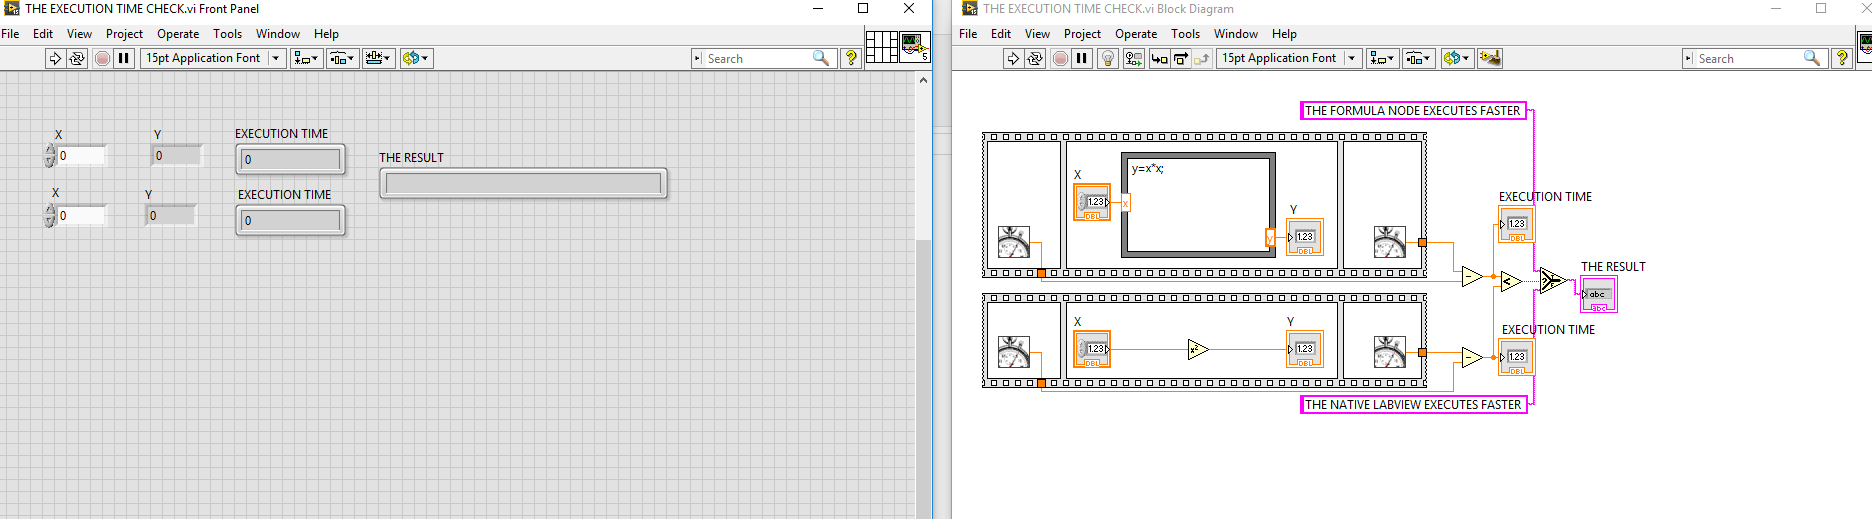 THE EXECUTION TIME CHECK.vi Front Panel
File Edit View Project Operate Tools Window Help
15pt Application Font
Search
?
5
X
0
Y
0
EXECUTION TIME
0
THE RESULT
X
0
Y
0
EXECUTION TIME
0
THE EXECUTION TIME CHECK.vi Block Diagram
File Edit View Project Operate Tools Window Help
15pt Application Font
Search
?
THE FORMULA NODE EXECUTES FASTER
y=x*x;
X
1.23
DBL
x
y
Y
1.23
DBL
EXECUTION TIME
1.23
DBL
-
<
?
THE RESULT
abc
abc
X
1.23
DBL
x²
Y
1.23
DBL
-
EXECUTION TIME
1.23
DBL
THE NATIVE LABVIEW EXECUTES FASTER